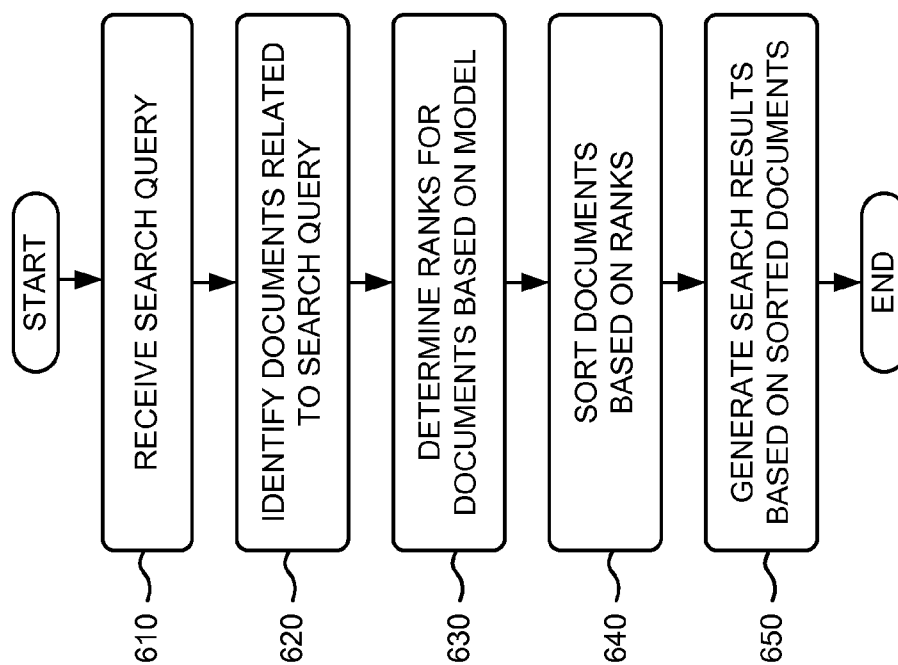 START
610
RECEIVE SEARCH QUERY
620
IDENTIFY DOCUMENTS RELATED
TO SEARCH QUERY
630
DETERMINE RANKS FOR
DOCUMENTS BASED ON MODEL
640
SORT DOCUMENTS
BASED ON RANKS
650
GENERATE SEARCH RESULTS
BASED ON SORTED DOCUMENTS
END